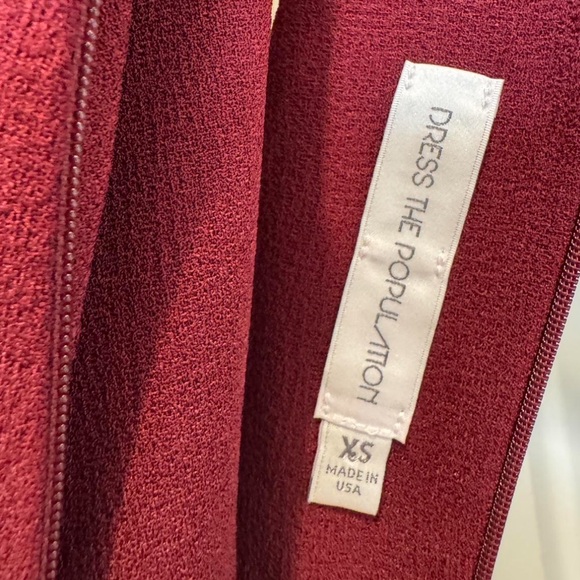 DRESS THE POPULATION
XS
MADE IN
USA